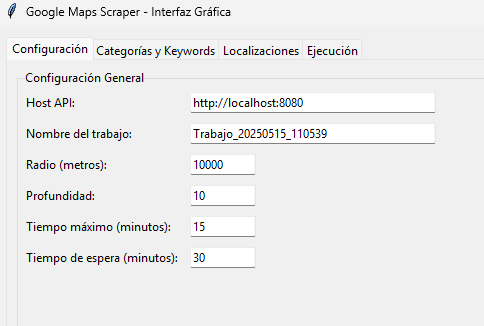 Google Maps Scraper - Interfaz Gráfica
Configuración Categorías y Keywords Localizaciones Ejecución
Configuración General
Host API: http://localhost:8080
Nombre del trabajo: Trabajo_20250515_110539
Radio (metros): 10000
Profundidad: 10
Tiempo máximo (minutos): 15
Tiempo de espera (minutos): 30